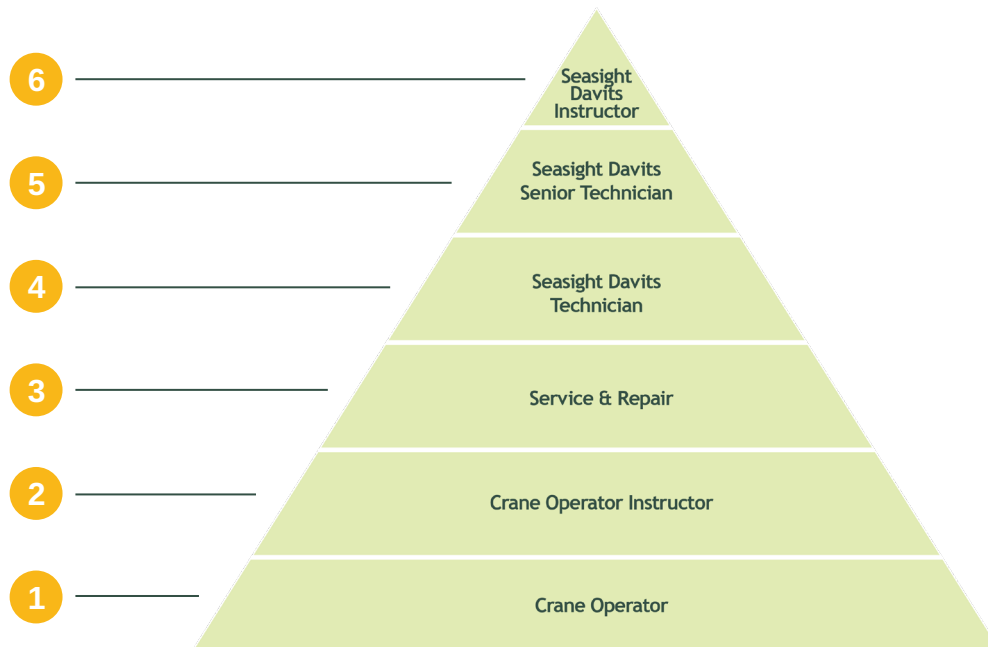 6
Seasight
Davits
Instructor
5
Seasight Davits
Senior Technician
4
Seasight Davits
Technician
3
Service & Repair
2
Crane Operator Instructor
1
Crane Operator